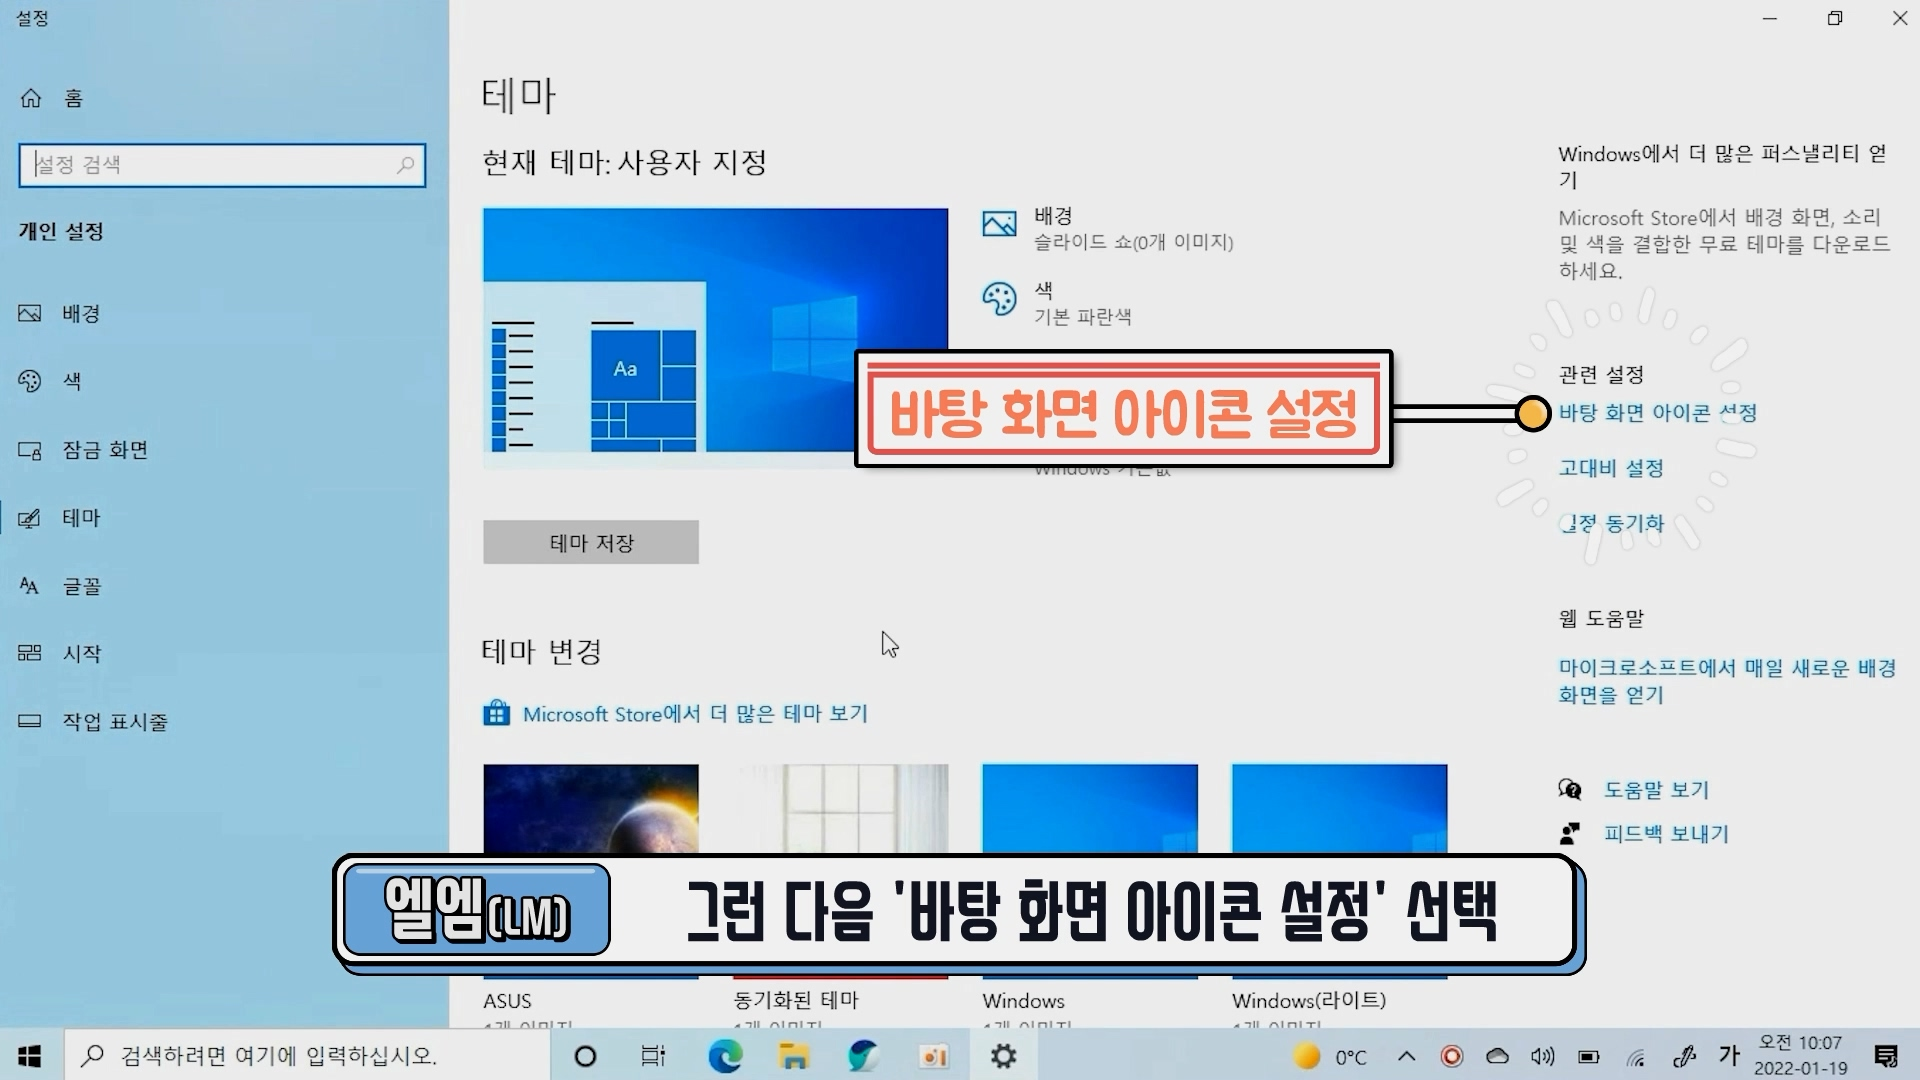 설정
홈
설정 검색
개인 설정
배경
색
잠금 화면
테마
글꼴
시작
작업 표시줄
테마
현재 테마: 사용자 지정
Aa
배경
슬라이드 쇼(0개 이미지)
색
기본 파란색
바탕 화면 아이콘 설정
Windows 기본값
테마 저장
테마 변경
Microsoft Store에서 더 많은 테마 보기
ASUS
동기화된 테마
Windows
Windows(라이트)
Windows에서 더 많은 퍼스낼리티 얻
기
Microsoft Store에서 배경 화면, 소리
및 색을 결합한 무료 테마를 다운로드
하세요.
관련 설정
바탕 화면 아이콘 설정
고대비 설정
설정 동기화
웹 도움말
마이크로소프트에서 매일 새로운 배경
화면을 얻기
도움말 보기
피드백 보내기
엘엠(LM) 그런 다음 '바탕 화면 아이콘 설정' 선택
검색하려면 여기에 입력하십시오.
0°C
가
오전 10:07
2022-01-19